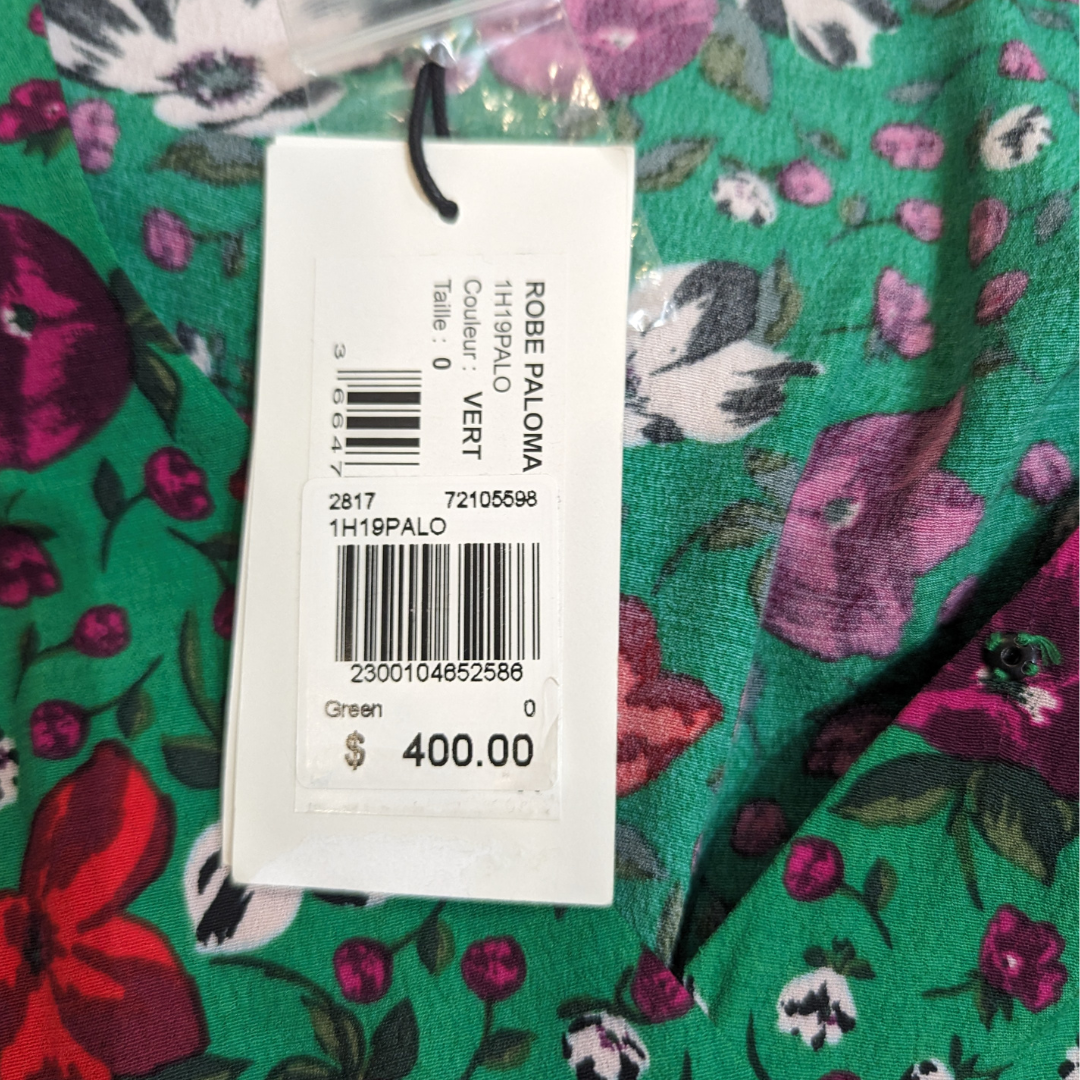 ROBE PALOMA
1H19PALO
Couleur : VERT
Taille : 0
3 6647
2817 72105598
1H19PALO
2300104652586
Green 0
$ 400.00